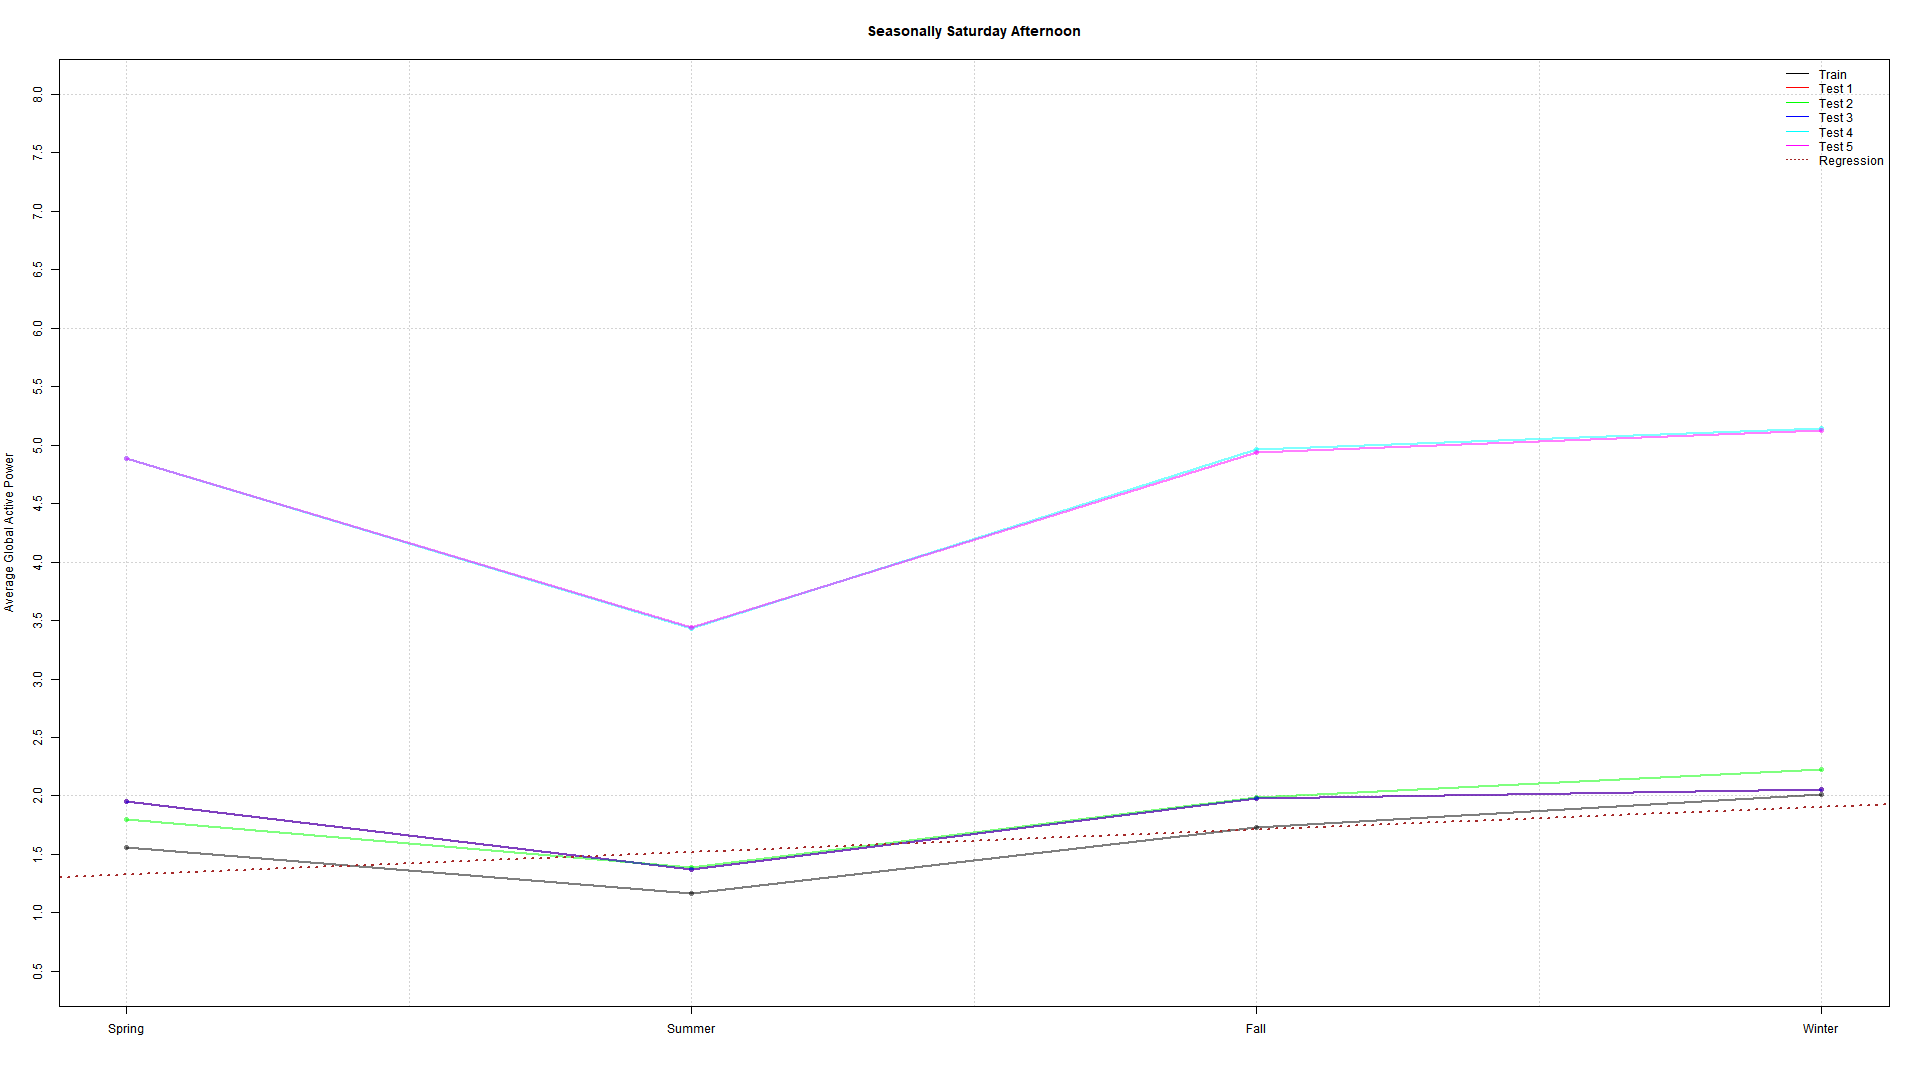 Seasonally Saturday Afternoon
Train
Test 1
Test 2
Test 3
Test 4
Test 5
Regression
Average Global Active Power
8.0
7.5
7.0
6.5
6.0
5.5
5.0
4.5
4.0
3.5
3.0
2.5
2.0
1.5
1.0
0.5
Spring Summer Fall Winter